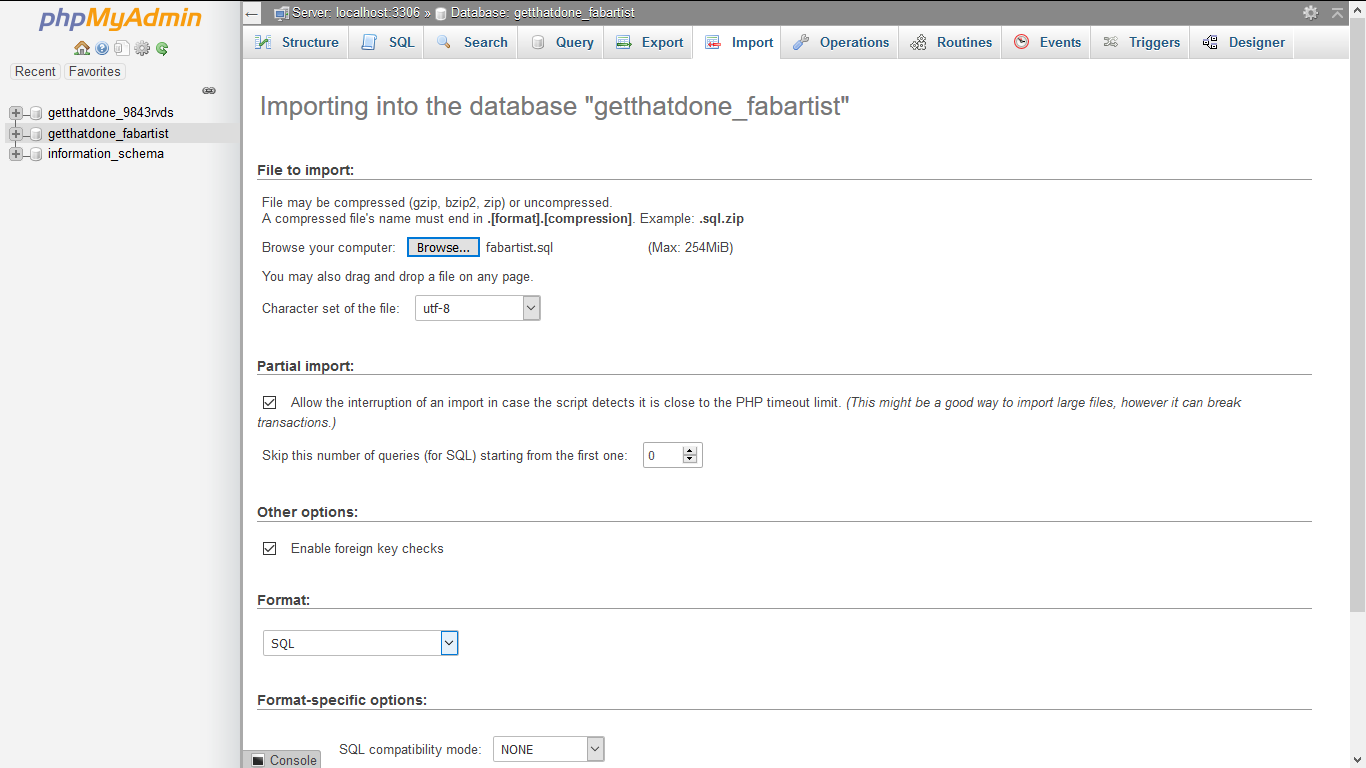 phpMyAdmin
Recent Favorites
getthatdone_9843rvds
getthatdone_fabartist
information_schema
Server: localhost:3306 » Database: getthatdone_fabartist
Structure SQL Search Query Export Import Operations Routines Events Triggers Designer
Importing into the database "getthatdone_fabartist"
File to import:
File may be compressed (gzip, bzip2, zip) or uncompressed.
A compressed file's name must end in .[format].[compression]. Example: .sql.zip
Browse your computer: Browse... fabartist.sql (Max: 254MiB)
You may also drag and drop a file on any page.
Character set of the file: utf-8
Partial import:
Allow the interruption of an import in case the script detects it is close to the PHP timeout limit. (This might be a good way to import large files, however it can break
transactions.)
Skip this number of queries (for SQL) starting from the first one: 0
Other options:
Enable foreign key checks
Format:
SQL
Format-specific options:
SQL compatibility mode: NONE
Console